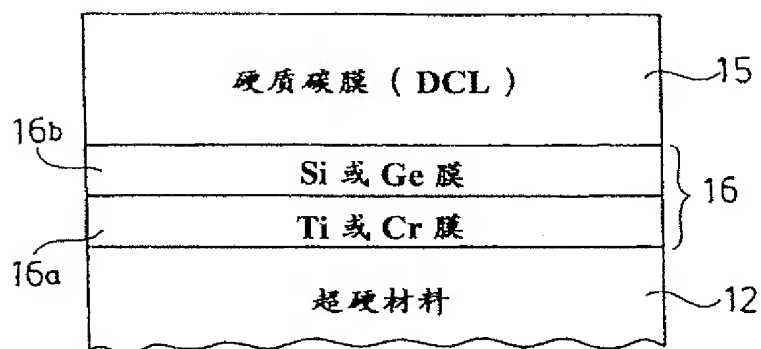 硬质碳膜（DCL）
15
16b
Si 或 Ge 膜
16
Ti 或 Cr 膜
16a
超硬材料
12